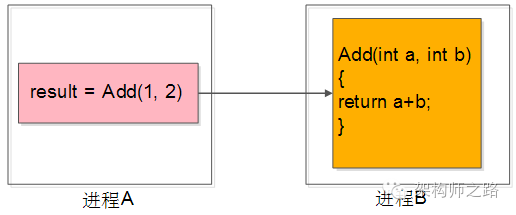 result = Add(1, 2)
Add(int a, int b)
{
return a+b;
}
架构师之路
进程A
进程B